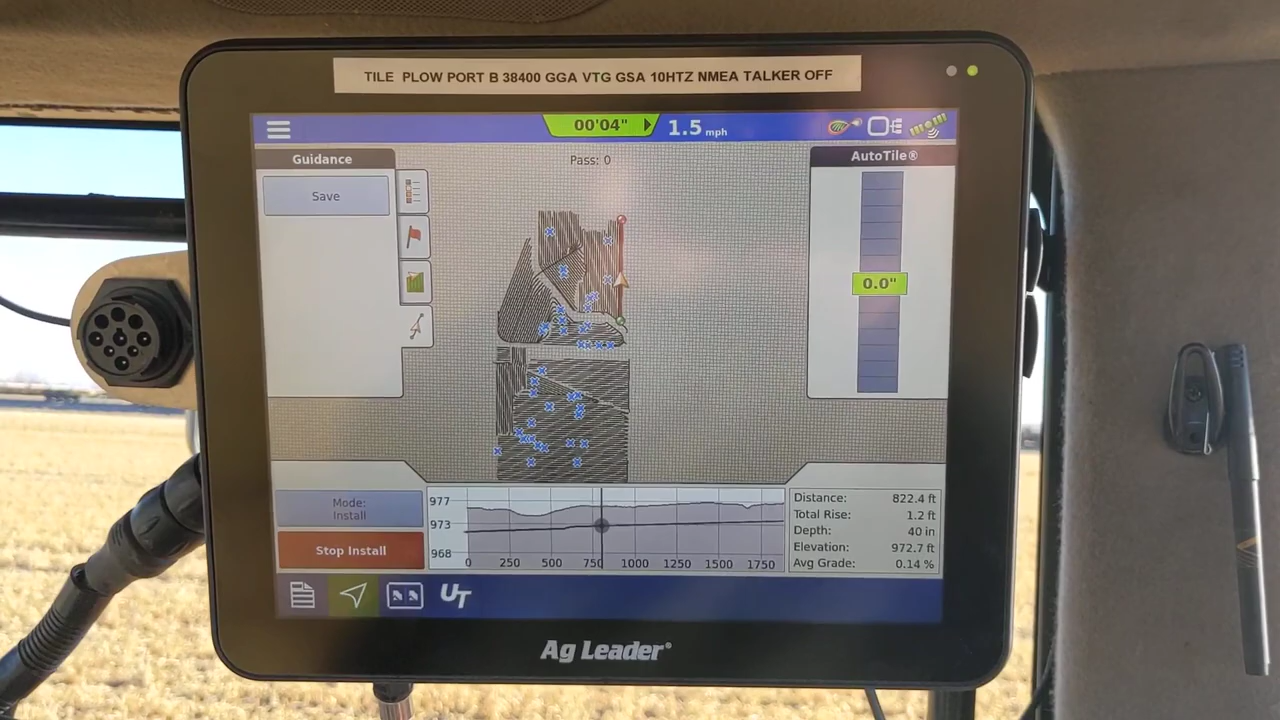 TILE PLOW PORT B 38400 GGA VTG GSA 10HTZ NMEA TALKER OFF
00'04"
1.5 mph
Guidance
Pass: 0
AutoTile®
Save
0.0"
Mode:
Install
Stop Install
977
973
968
0 250 500 750 1000 1250 1500 1750
Distance: 822.4 ft
Total Rise: 1.2 ft
Depth: 40 in
Elevation: 972.7 ft
Avg Grade: 0.14 %
UT
Ag Leader®